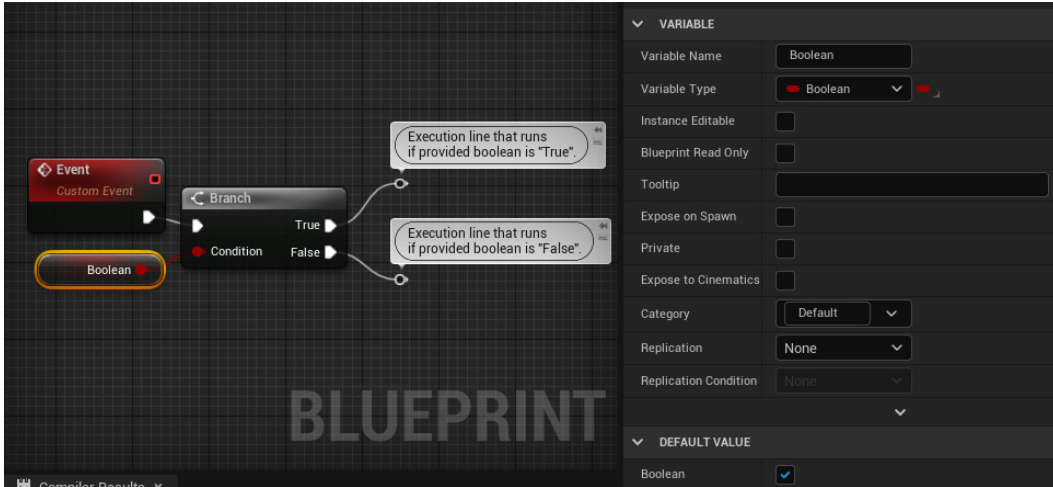 Event
Custom Event
Branch
True
Condition
False
Boolean
Execution line that runs
if provided boolean is "True".
Execution line that runs
if provided boolean is "False".
BLUEPRINT
Compiler Results
VARIABLE
Variable Name Boolean
Variable Type Boolean
Instance Editable
Blueprint Read Only
Tooltip
Expose on Spawn
Private
Expose to Cinematics
Category Default
Replication None
Replication Condition None
DEFAULT VALUE
Boolean